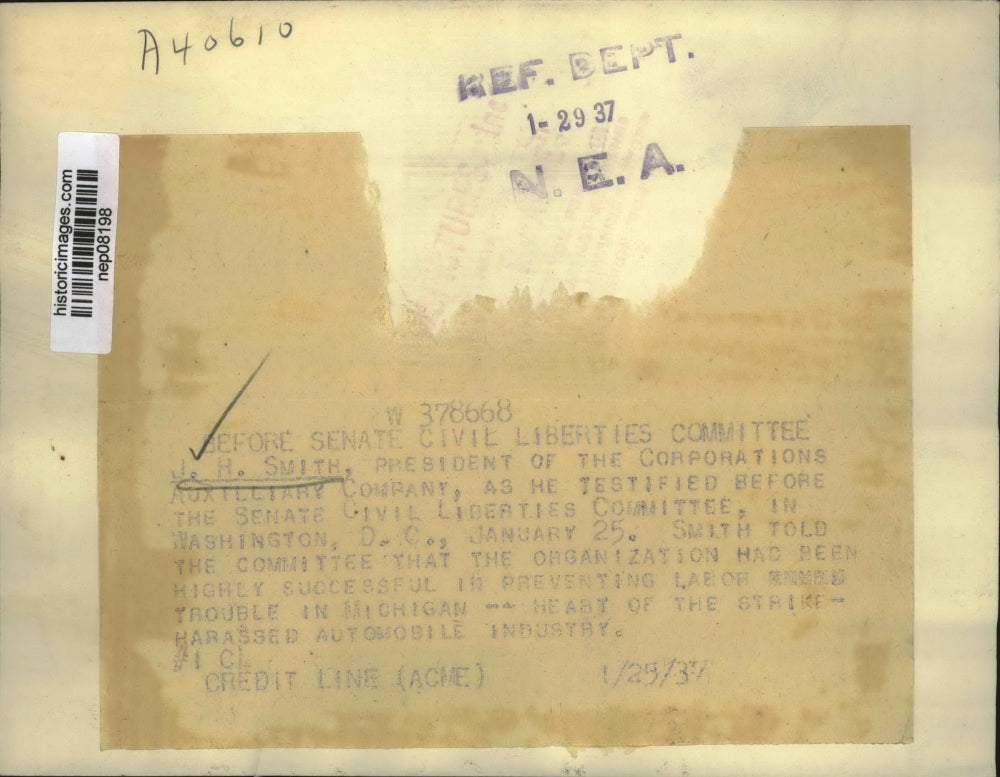 A40610
REF. DEPT.
1-29 37
N. E. A.
historicimages.com
nep08198
W 378668
BEFORE SENATE CIVIL LIBERTIES COMMITTEE
J. H. SMITH, PRESIDENT OF THE CORPORATIONS
AUXILLIARY COMPANY, AS HE TESTIFIED BEFORE
THE SENATE CIVIL LIBERTIES COMMITTEE, IN
WASHINGTON, D. C., JANUARY 25. SMITH TOLD
THE COMMITTEE THAT THE ORGANIZATION HAD BEEN
HIGHLY SUCCESSFUL IN PREVENTING LABOR
TROUBLE IN MICHIGAN -- HEART OF THE STRIKE-
HARASSED AUTOMOBILE INDUSTRY.
#1 CL
CREDIT LINE (ACME) 1/25/37